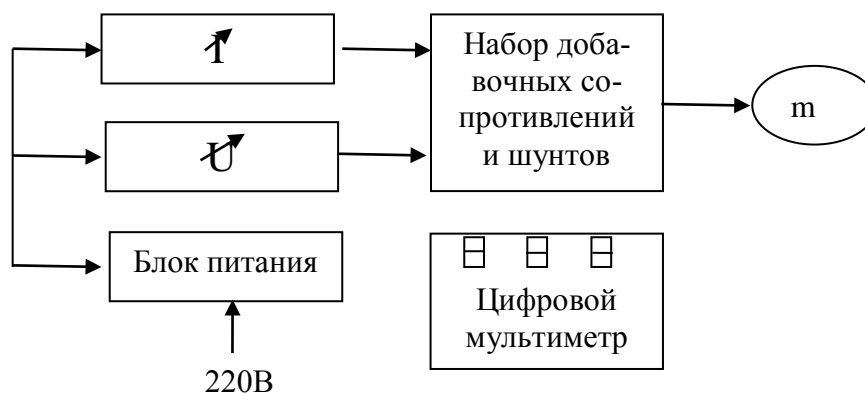 I
Набор доба-
вочных со-
противлений
и шунтов
m
U
Блок питания
Цифровой
мультиметр
220В